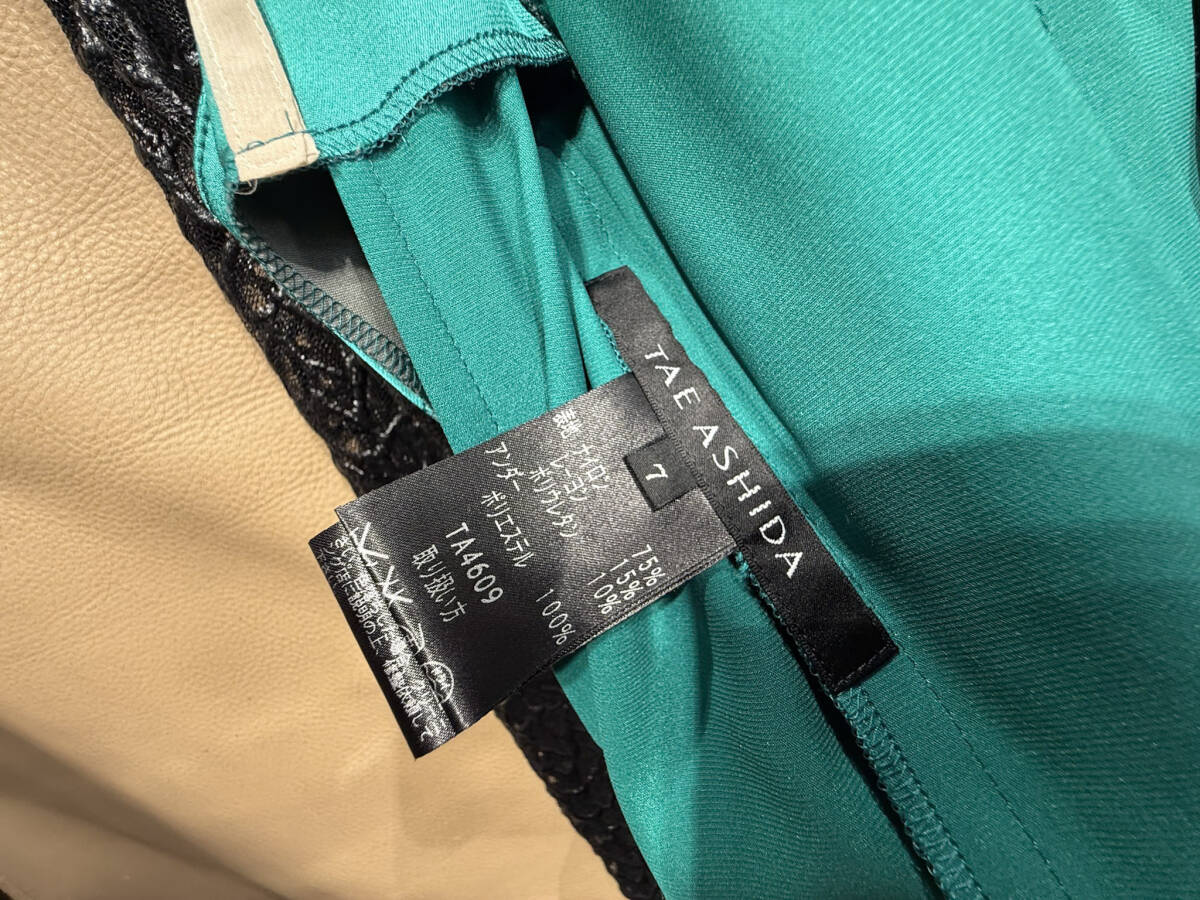 TAE ASHIDA
7
表地 ナイロン 75%
レーヨン 15%
ポリウレタン 10%
アンダー
ポリエステル 100%
TA4609
取り扱い方